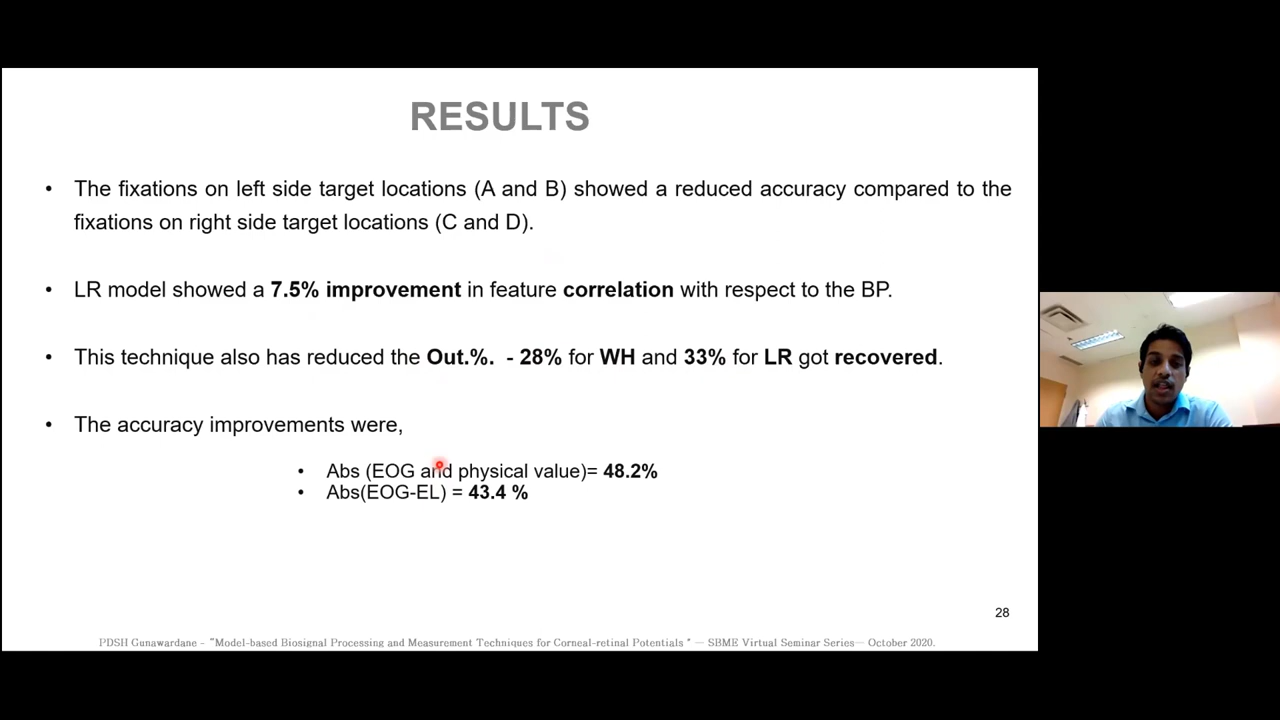 RESULTS
• The fixations on left side target locations (A and B) showed a reduced accuracy compared to the
fixations on right side target locations (C and D).
• LR model showed a 7.5% improvement in feature correlation with respect to the BP.
• This technique also has reduced the Out.%. - 28% for WH and 33% for LR got recovered.
• The accuracy improvements were,
• Abs (EOG and physical value)= 48.2%
• Abs(EOG-EL) = 43.4 %
28
PDSH Gunawardane - "Model-based Biosignal Processing and Measurement Techniques for Corneal-retinal Potentials " — SBME Virtual Seminar Series— October 2020.